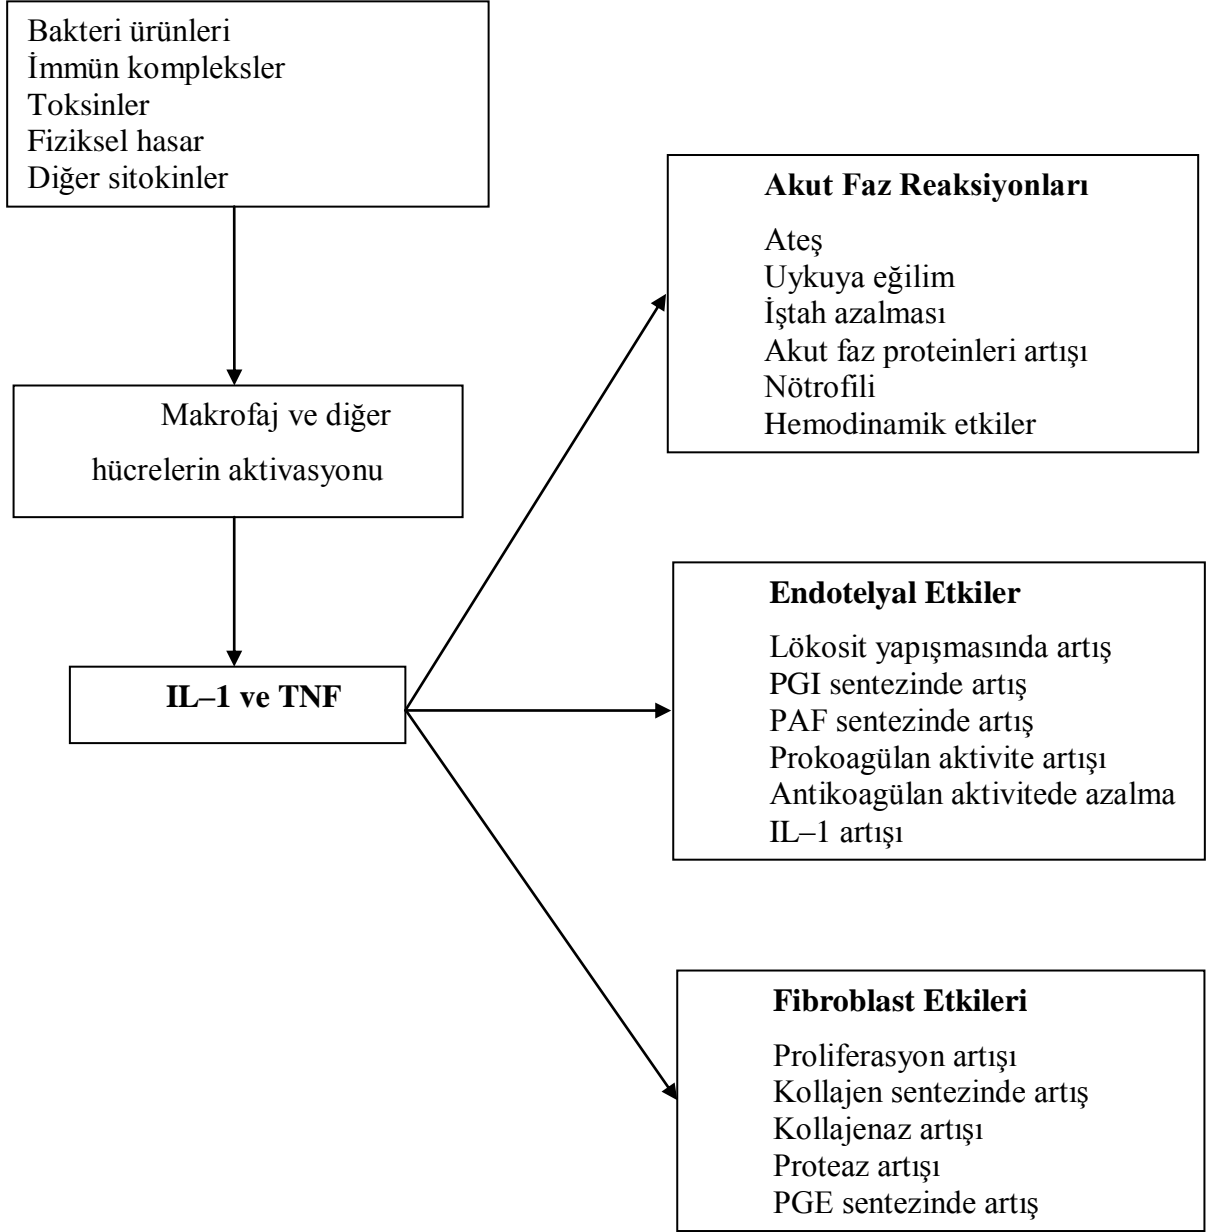 Bakteri ürünleri
İmmün kompleksler
Toksinler
Fiziksel hasar
Diğer sitokinler
Makrofaj ve diğer
hücrelerin aktivasyonu
IL–1 ve TNF
Akut Faz Reaksiyonları
Ateş
Uykuya eğilim
İştah azalması
Akut faz proteinleri artışı
Nötrofili
Hemodinamik etkiler
Endotelyal Etkiler
Lökosit yapışmasında artış
PGI sentezinde artış
PAF sentezinde artış
Prokoagülan aktivite artışı
Antikoagülan aktivitede azalma
IL–1 artışı
Fibroblast Etkileri
Proliferasyon artışı
Kollajen sentezinde artış
Kollajenaz artışı
Proteaz artışı
PGE sentezinde artış